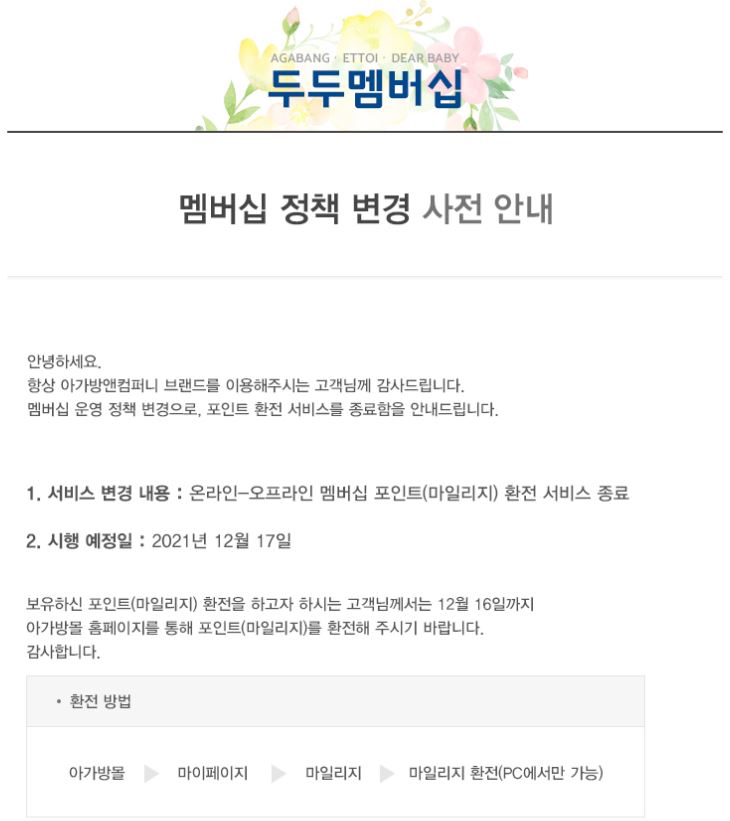 AGABANG · ETTOI · DEAR BABY
두두멤버십
멤버십 정책 변경 사전 안내
안녕하세요.
항상 아가방앤컴퍼니 브랜드를 이용해주시는 고객님께 감사드립니다.
멤버십 운영 정책 변경으로, 포인트 환전 서비스를 종료함을 안내드립니다.
1. 서비스 변경 내용 : 온라인-오프라인 멤버십 포인트(마일리지) 환전 서비스 종료
2. 시행 예정일 : 2021년 12월 17일
보유하신 포인트(마일리지) 환전을 하고자 하시는 고객님께서는 12월 16일까지
아가방몰 홈페이지를 통해 포인트(마일리지)를 환전해 주시기 바랍니다.
감사합니다.
• 환전 방법
아가방몰 ▶ 마이페이지 ▶ 마일리지 ▶ 마일리지 환전(PC에서만 가능)